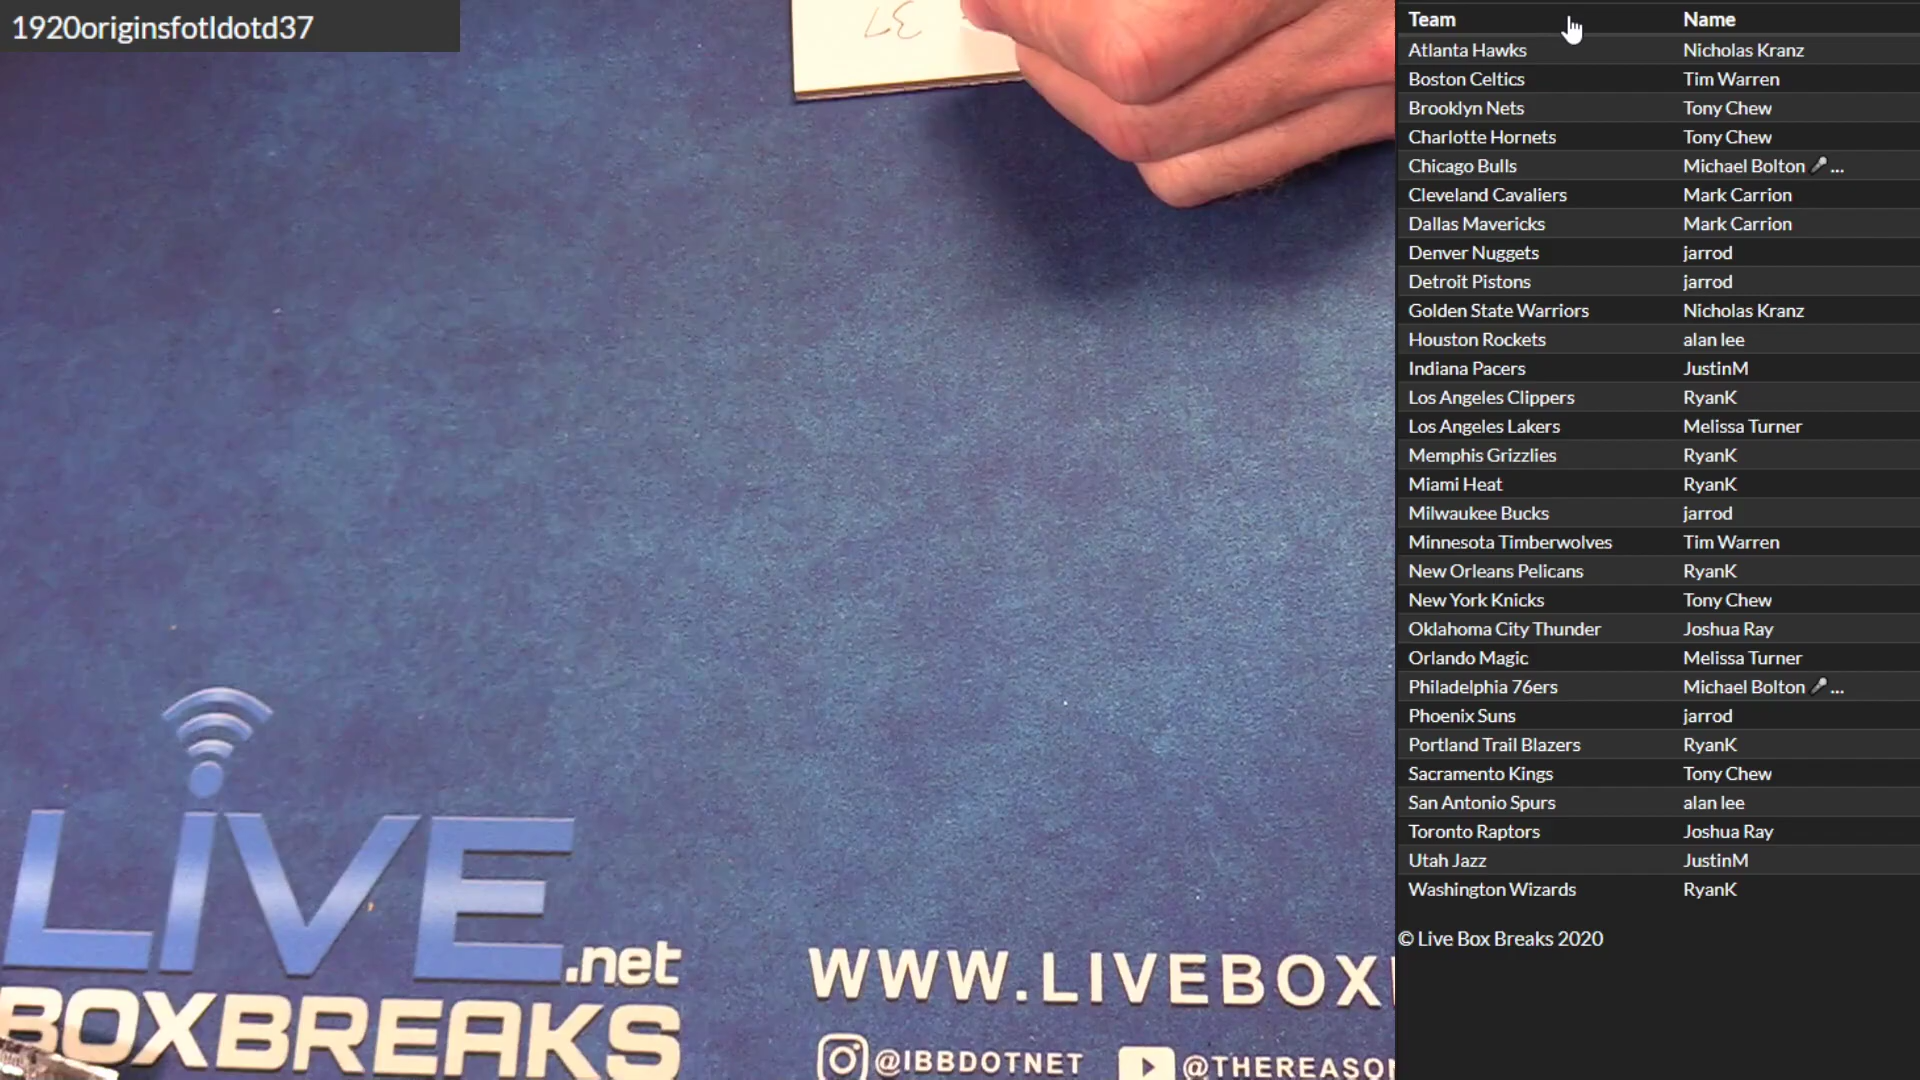 1920originsfotldotd37
37
LIVE
.net
BOXBREAKS
WWW.LIVEBOX
@IBBDOTNET
@THEREASON
Team Name
Atlanta Hawks Nicholas Kranz
Boston Celtics Tim Warren
Brooklyn Nets Tony Chew
Charlotte Hornets Tony Chew
Chicago Bulls Michael Bolton 🎤 ...
Cleveland Cavaliers Mark Carrion
Dallas Mavericks Mark Carrion
Denver Nuggets jarrod
Detroit Pistons jarrod
Golden State Warriors Nicholas Kranz
Houston Rockets alan lee
Indiana Pacers JustinM
Los Angeles Clippers RyanK
Los Angeles Lakers Melissa Turner
Memphis Grizzlies RyanK
Miami Heat RyanK
Milwaukee Bucks jarrod
Minnesota Timberwolves Tim Warren
New Orleans Pelicans RyanK
New York Knicks Tony Chew
Oklahoma City Thunder Joshua Ray
Orlando Magic Melissa Turner
Philadelphia 76ers Michael Bolton 🎤 ...
Phoenix Suns jarrod
Portland Trail Blazers RyanK
Sacramento Kings Tony Chew
San Antonio Spurs alan lee
Toronto Raptors Joshua Ray
Utah Jazz JustinM
Washington Wizards RyanK
© Live Box Breaks 2020